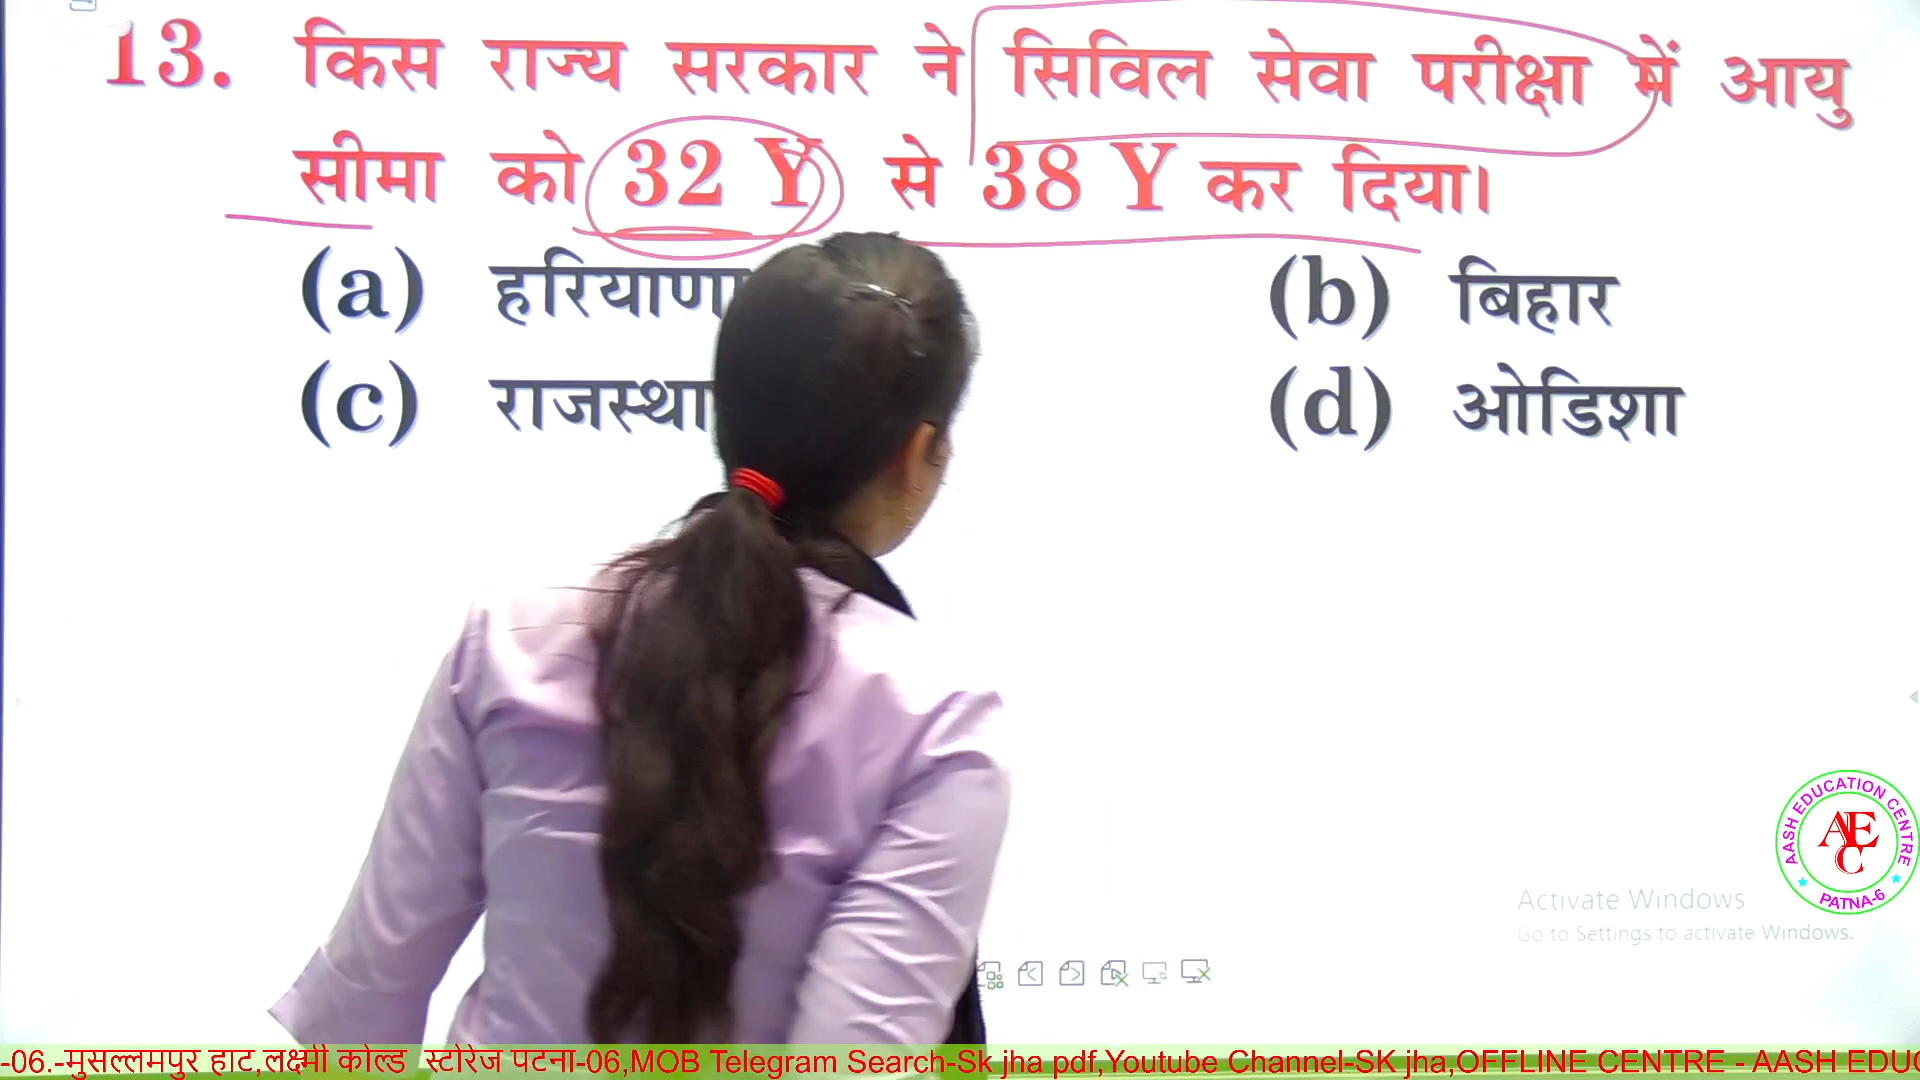 13. किस राज्य सरकार ने सिविल सेवा परीक्षा में आयु
सीमा को 32 Y से 38 Y कर दिया।
(a) हरियाणा (b) बिहार
(c) (d) ओडिशा
AASH EDUCATION CENTRE
AEC
PATNA-6
Activate Windows
Go to Settings to activate Windows.
-06.-मुसल्लमपुर हाट,लक्ष्मी कोल्ड स्टोरेज पटना-06,MOB Telegram Search-Sk jha pdf,Youtube Channel-SK jha,OFFLINE CENTRE - AASH